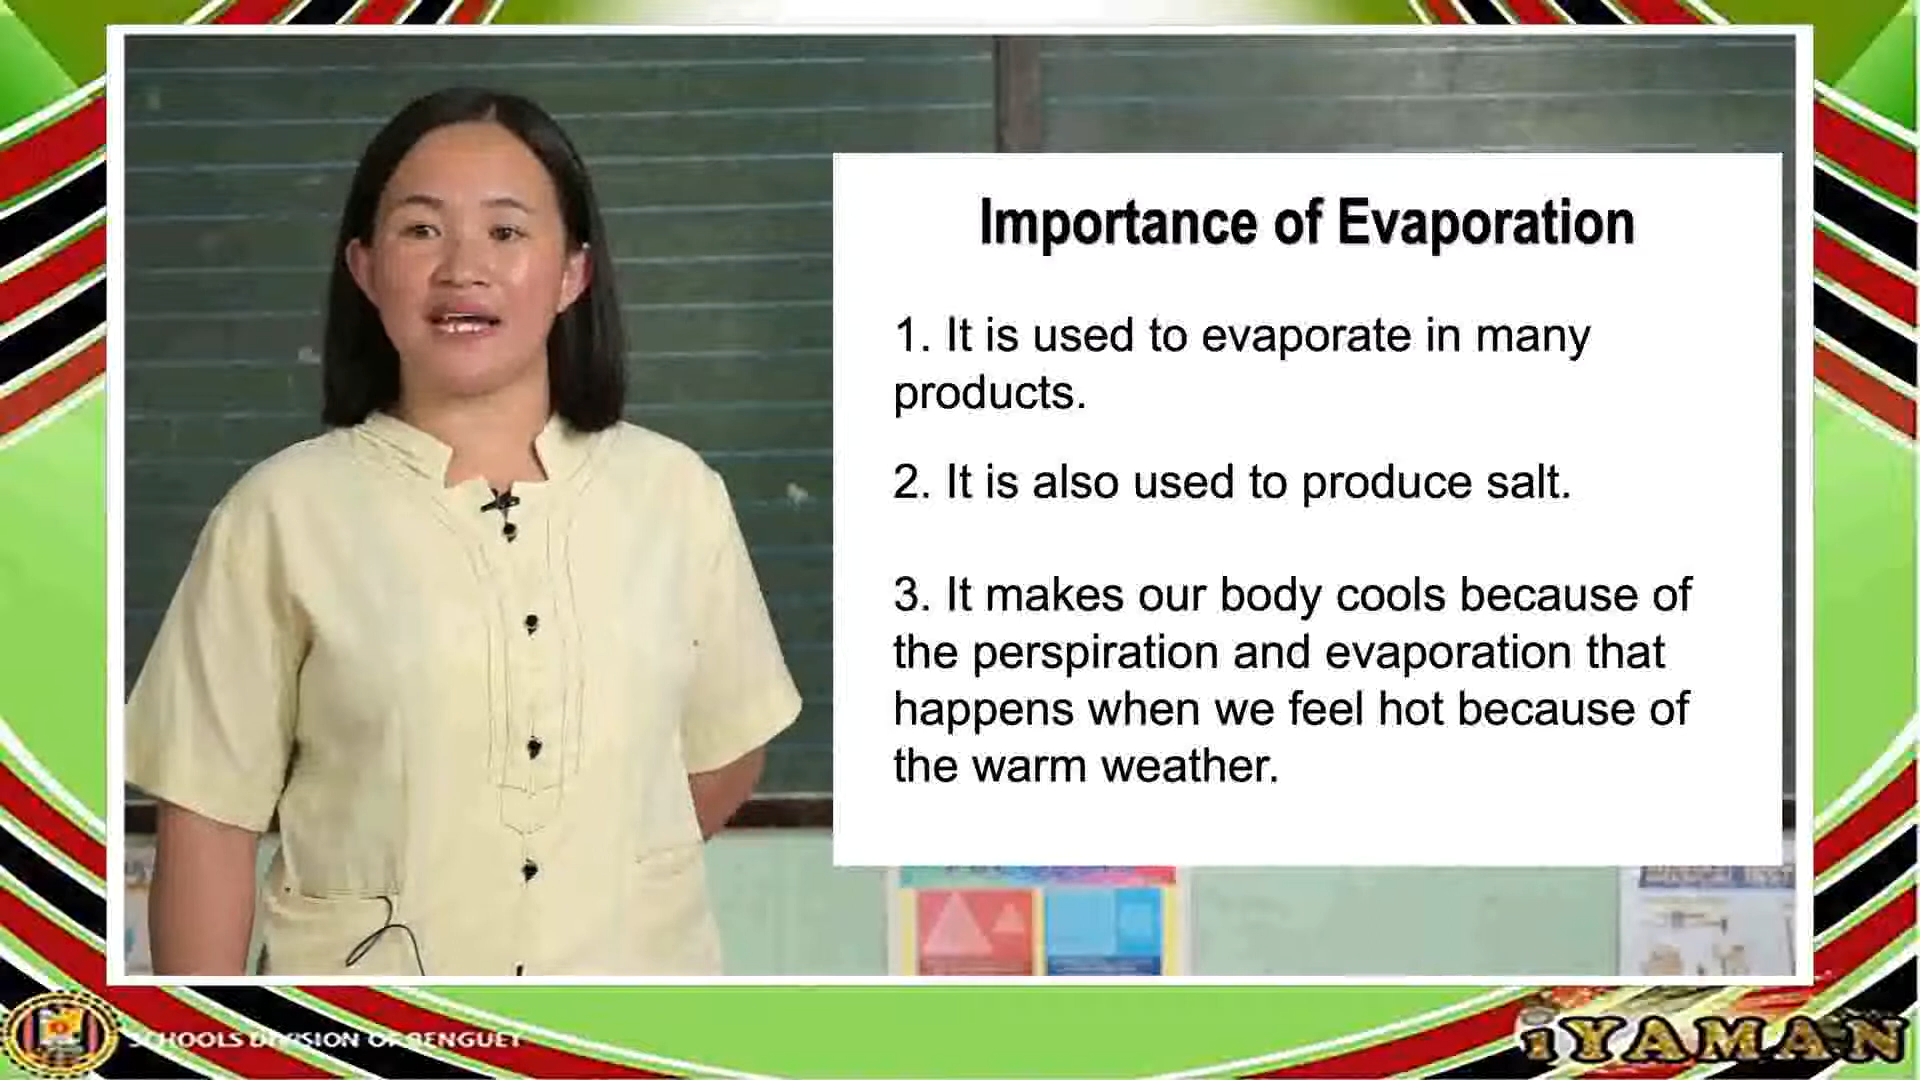 Importance of Evaporation
1. It is used to evaporate in many
products.
2. It is also used to produce salt.
3. It makes our body cools because of
the perspiration and evaporation that
happens when we feel hot because of
the warm weather.
SCHOOLS DIVISION OF BENGUET
iYAMAN